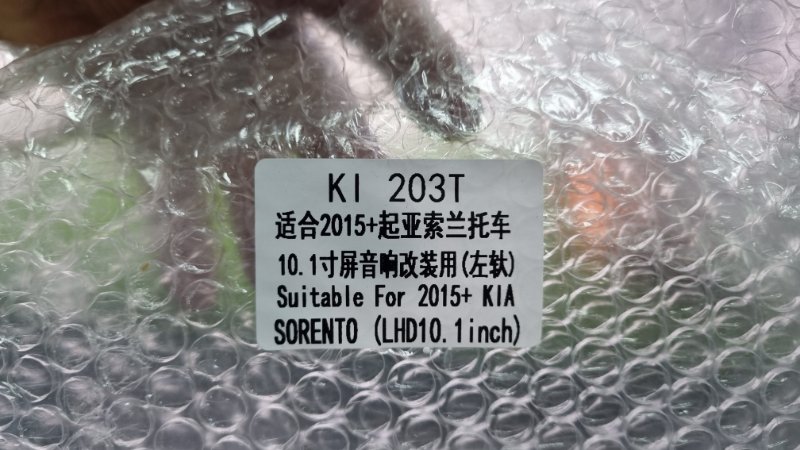 KI 203T
适合2015+起亚索兰托车
10.1寸屏音响改装用(左轨)
Suitable For 2015+ KIA
SORENTO (LHD10.1inch)